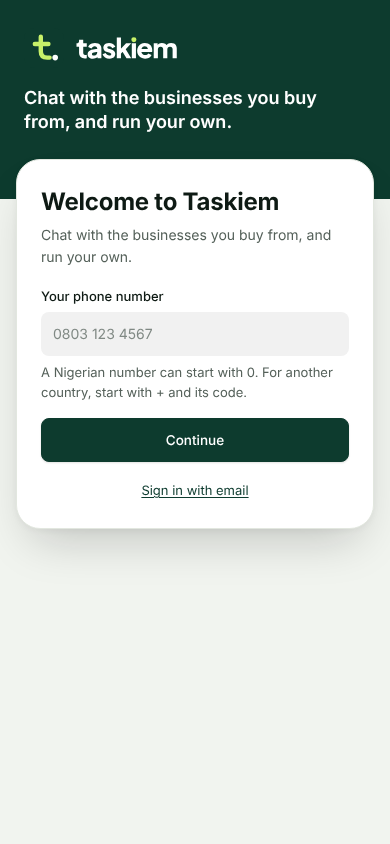 taskiem
Chat with the businesses you buy
from, and run your own.
Welcome to Taskiem
Chat with the businesses you buy from, and
run your own.
Your phone number
0803 123 4567
A Nigerian number can start with 0. For another
country, start with + and its code.
Continue
Sign in with email